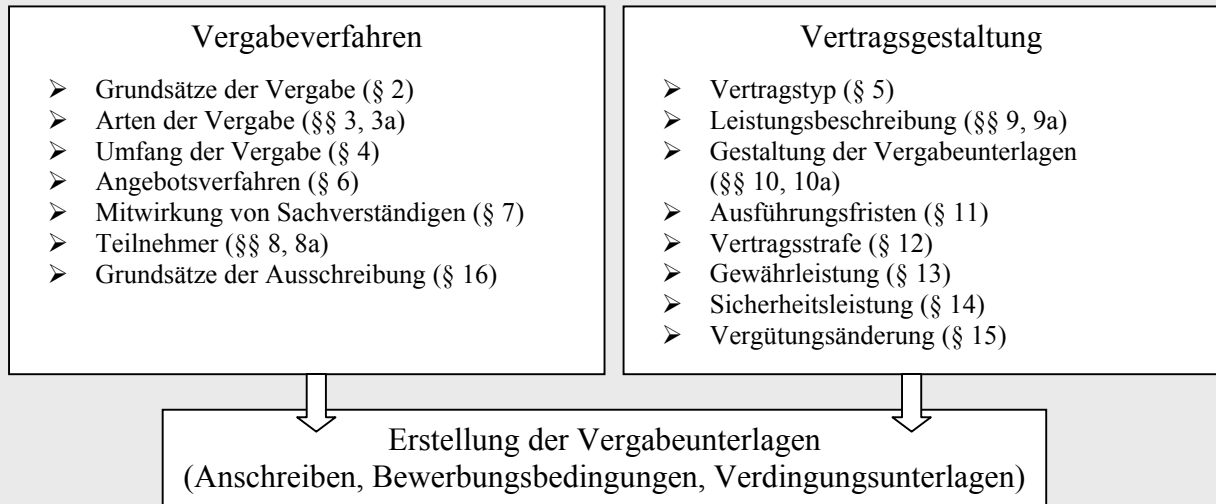 Vergabeverfahren
➢ Grundsätze der Vergabe (§ 2)
➢ Arten der Vergabe (§§ 3, 3a)
➢ Umfang der Vergabe (§ 4)
➢ Angebotsverfahren (§ 6)
➢ Mitwirkung von Sachverständigen (§ 7)
➢ Teilnehmer (§§ 8, 8a)
➢ Grundsätze der Ausschreibung (§ 16)
Vertragsgestaltung
➢ Vertragstyp (§ 5)
➢ Leistungsbeschreibung (§§ 9, 9a)
➢ Gestaltung der Vergabeunterlagen
(§§ 10, 10a)
➢ Ausführungsfristen (§ 11)
➢ Vertragsstrafe (§ 12)
➢ Gewährleistung (§ 13)
➢ Sicherheitsleistung (§ 14)
➢ Vergütungsänderung (§ 15)
Erstellung der Vergabeunterlagen
(Anschreiben, Bewerbungsbedingungen, Verdingungsunterlagen)